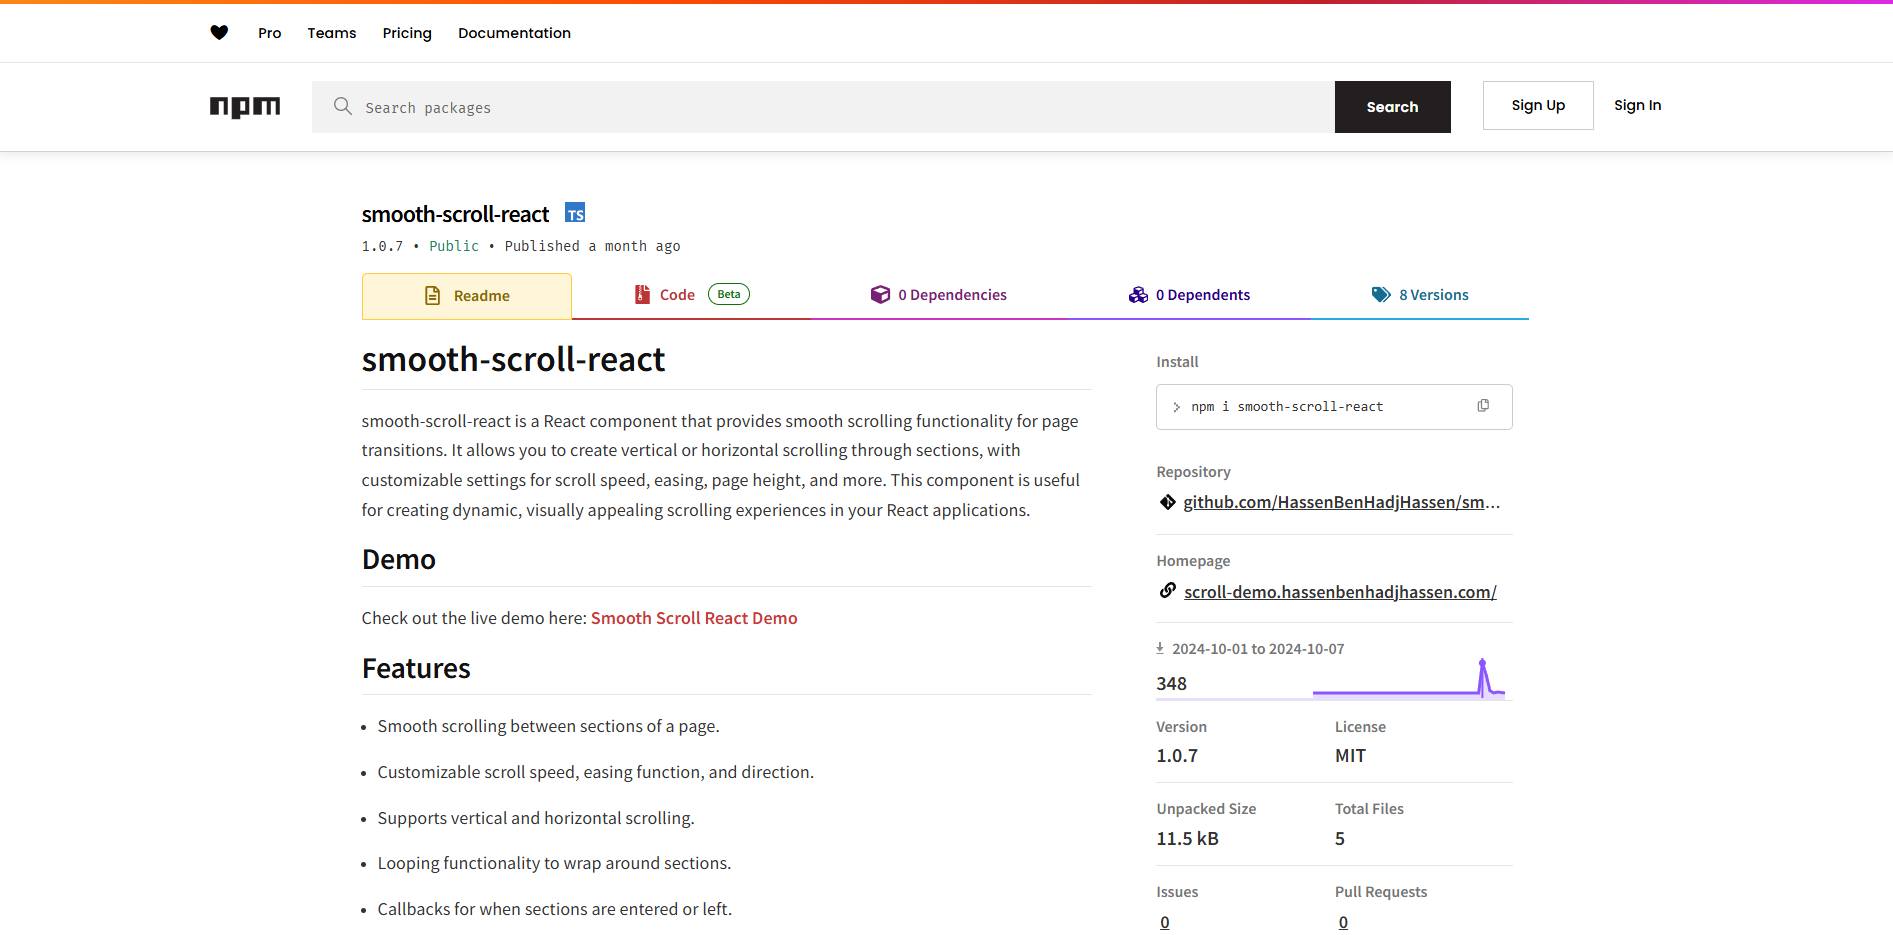 Pro Teams Pricing Documentation
npm Search packages Search Sign Up Sign In
smooth-scroll-react TS
1.0.7 • Public • Published a month ago
Readme Code Beta 0 Dependencies 0 Dependents 8 Versions
smooth-scroll-react
smooth-scroll-react is a React component that provides smooth scrolling functionality for page
transitions. It allows you to create vertical or horizontal scrolling through sections, with
customizable settings for scroll speed, easing, page height, and more. This component is useful
for creating dynamic, visually appealing scrolling experiences in your React applications.
Demo
Check out the live demo here: Smooth Scroll React Demo
Features
• Smooth scrolling between sections of a page.
• Customizable scroll speed, easing function, and direction.
• Supports vertical and horizontal scrolling.
• Looping functionality to wrap around sections.
• Callbacks for when sections are entered or left.
Install
npm i smooth-scroll-react
Repository
github.com/HassenBenHadjHassen/sm...
Homepage
scroll-demo.hassenbenhadjhassen.com/
2024-10-01 to 2024-10-07
348
Version License
1.0.7 MIT
Unpacked Size Total Files
11.5 kB 5
Issues Pull Requests
0 0